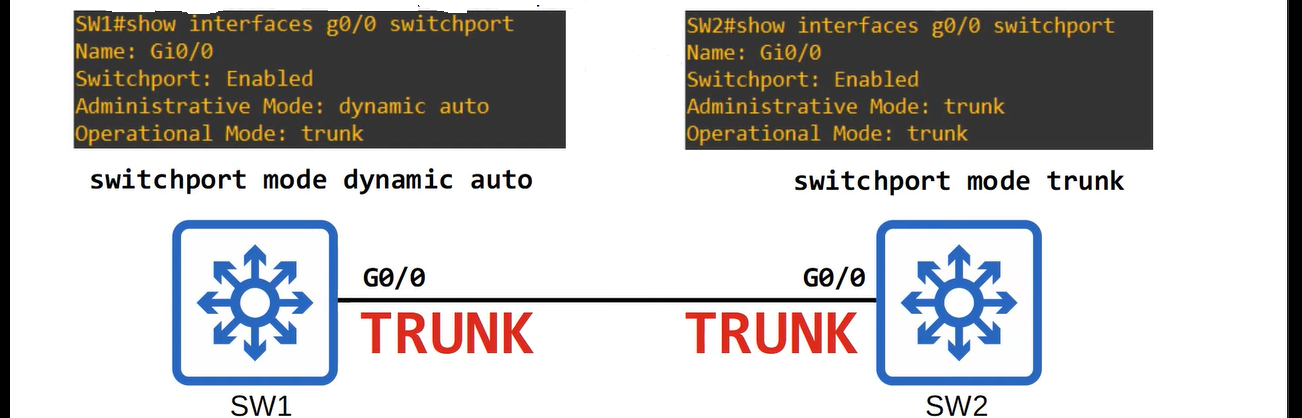 SW1#show interfaces g0/0 switchport
Name: Gi0/0
Switchport: Enabled
Administrative Mode: dynamic auto
Operational Mode: trunk
SW2#show interfaces g0/0 switchport
Name: Gi0/0
Switchport: Enabled
Administrative Mode: trunk
Operational Mode: trunk
switchport mode dynamic auto
switchport mode trunk
G0/0
G0/0
TRUNK
TRUNK
SW1
SW2